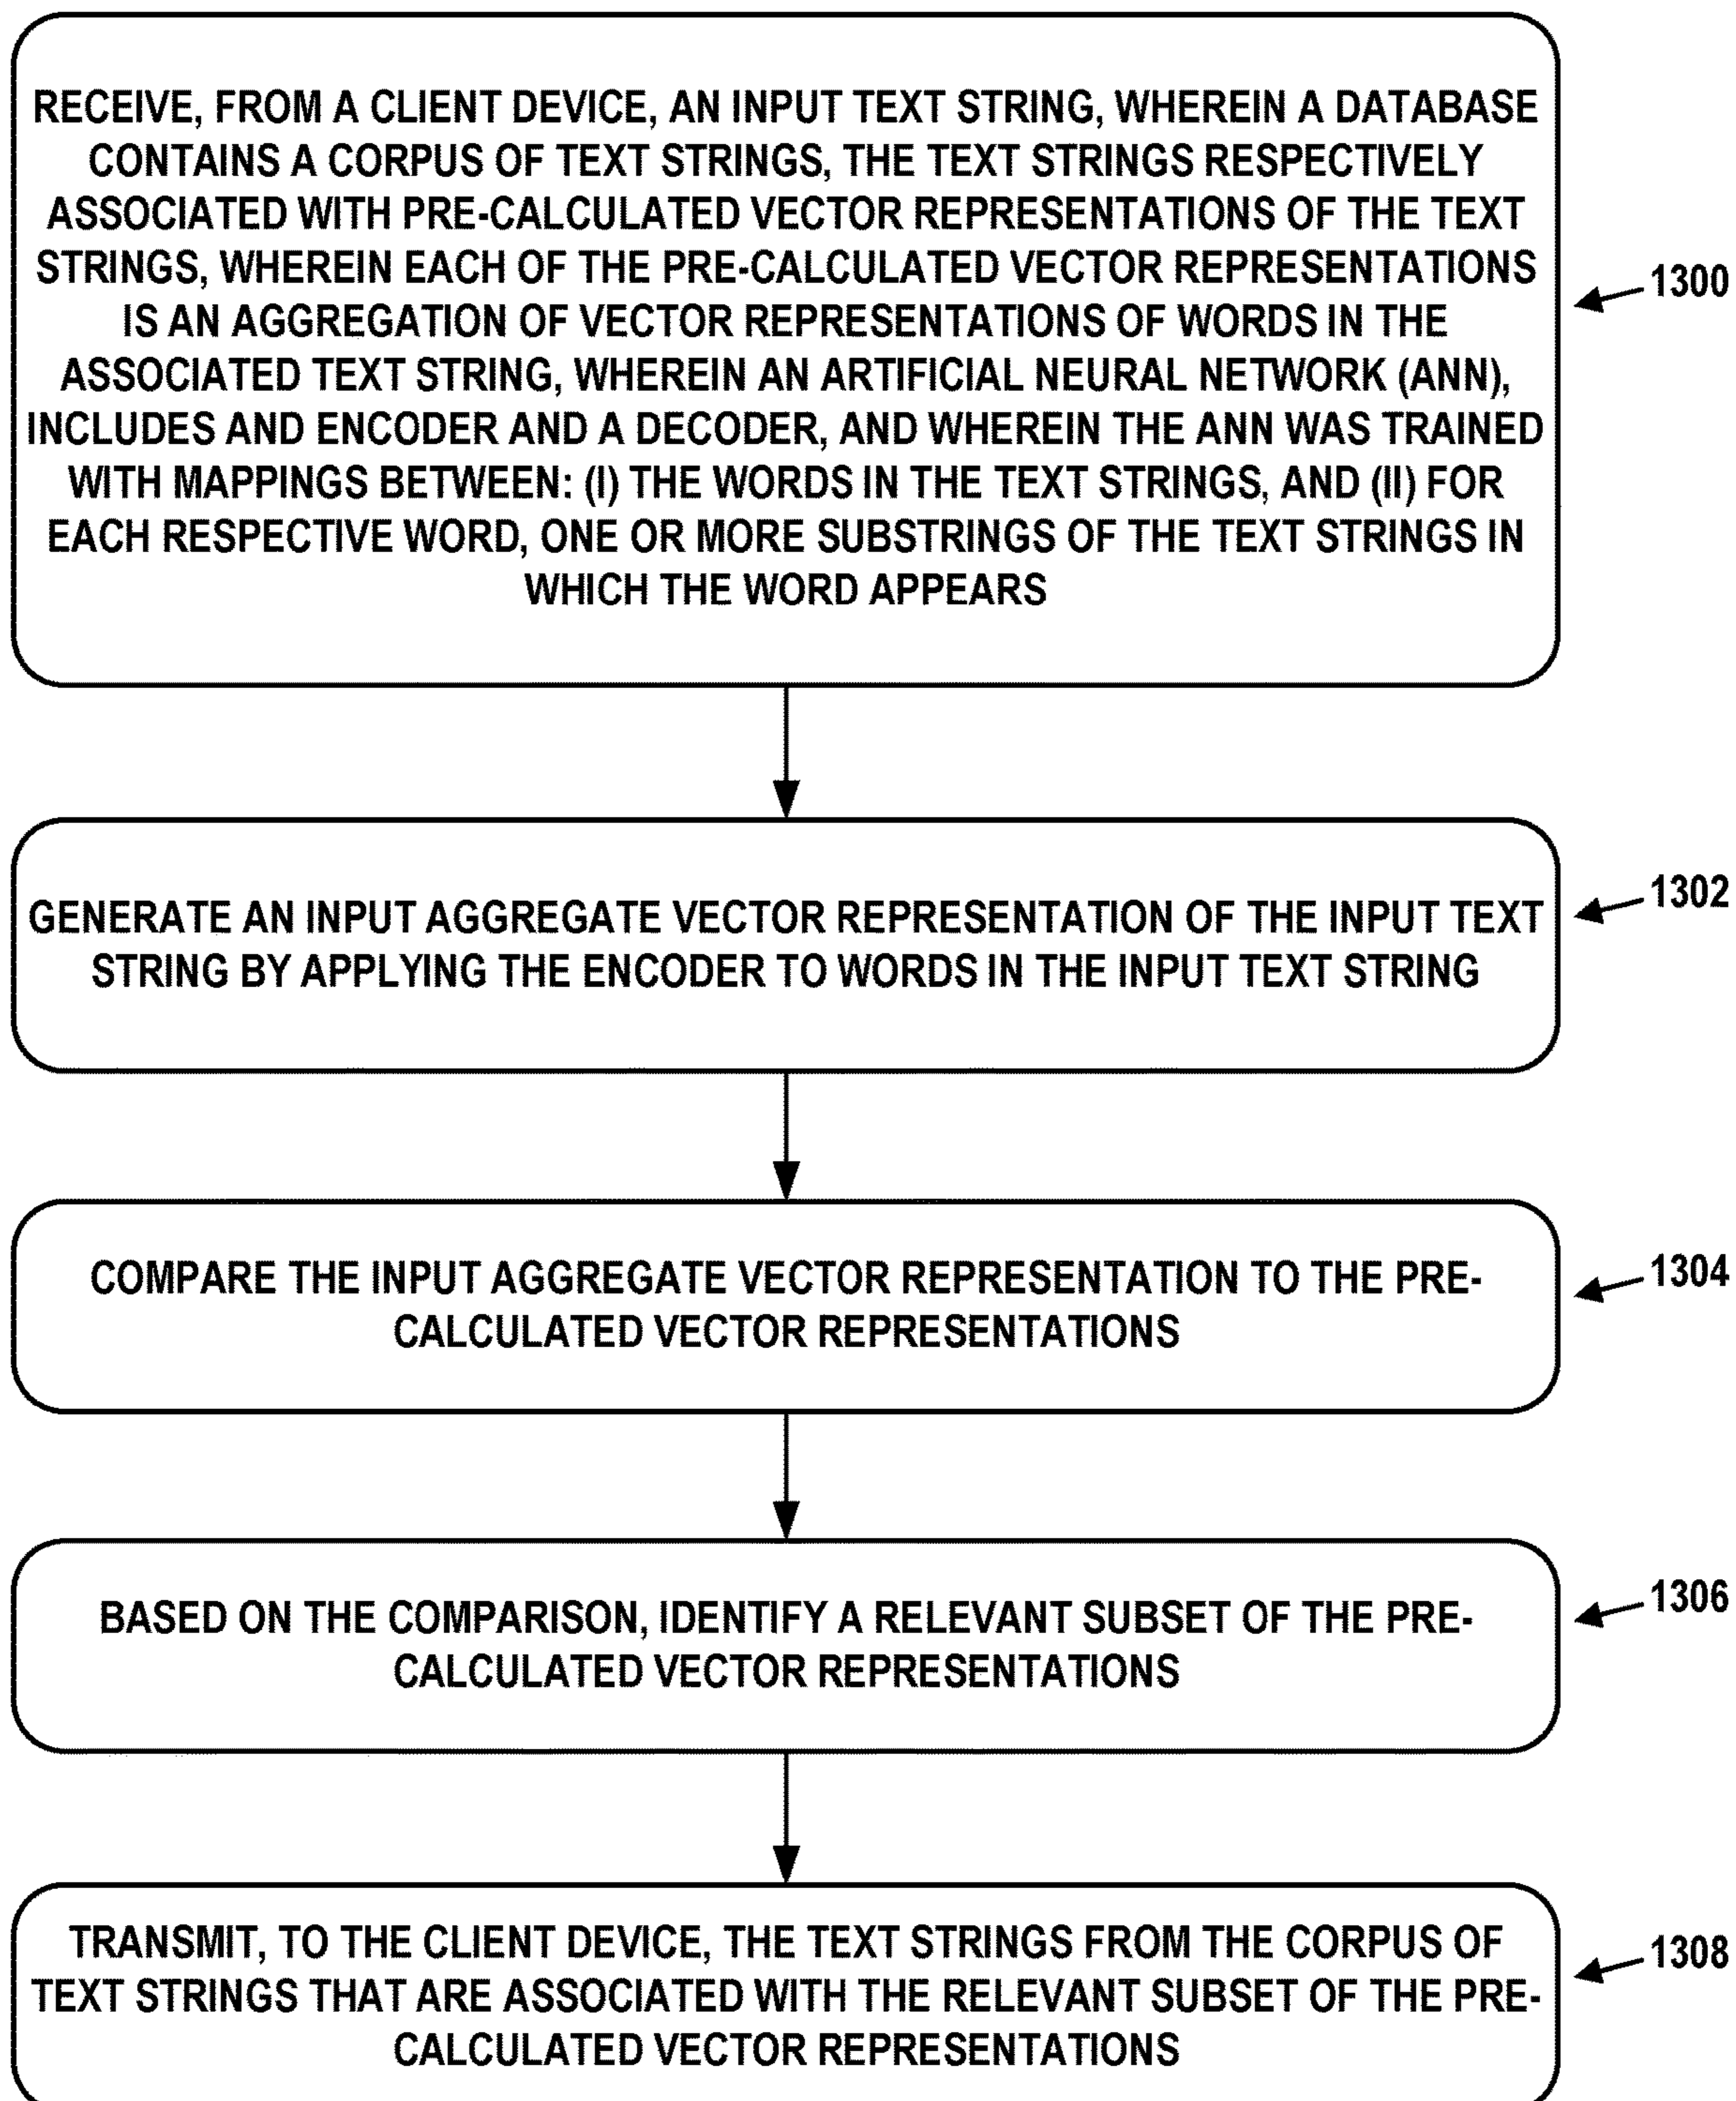 RECEIVE, FROM A CLIENT DEVICE, AN INPUT TEXT STRING, WHEREIN A DATABASE
CONTAINS A CORPUS OF TEXT STRINGS, THE TEXT STRINGS RESPECTIVELY
ASSOCIATED WITH PRE-CALCULATED VECTOR REPRESENTATIONS OF THE TEXT
STRINGS, WHEREIN EACH OF THE PRE-CALCULATED VECTOR REPRESENTATIONS
IS AN AGGREGATION OF VECTOR REPRESENTATIONS OF WORDS IN THE
ASSOCIATED TEXT STRING, WHEREIN AN ARTIFICIAL NEURAL NETWORK (ANN),
INCLUDES AND ENCODER AND A DECODER, AND WHEREIN THE ANN WAS TRAINED
WITH MAPPINGS BETWEEN: (I) THE WORDS IN THE TEXT STRINGS, AND (II) FOR
EACH RESPECTIVE WORD, ONE OR MORE SUBSTRINGS OF THE TEXT STRINGS IN
WHICH THE WORD APPEARS
1300
GENERATE AN INPUT AGGREGATE VECTOR REPRESENTATION OF THE INPUT TEXT
STRING BY APPLYING THE ENCODER TO WORDS IN THE INPUT TEXT STRING
1302
COMPARE THE INPUT AGGREGATE VECTOR REPRESENTATION TO THE PRE-
CALCULATED VECTOR REPRESENTATIONS
1304
BASED ON THE COMPARISON, IDENTIFY A RELEVANT SUBSET OF THE PRE-
CALCULATED VECTOR REPRESENTATIONS
1306
TRANSMIT, TO THE CLIENT DEVICE, THE TEXT STRINGS FROM THE CORPUS OF
TEXT STRINGS THAT ARE ASSOCIATED WITH THE RELEVANT SUBSET OF THE PRE-
CALCULATED VECTOR REPRESENTATIONS
1308